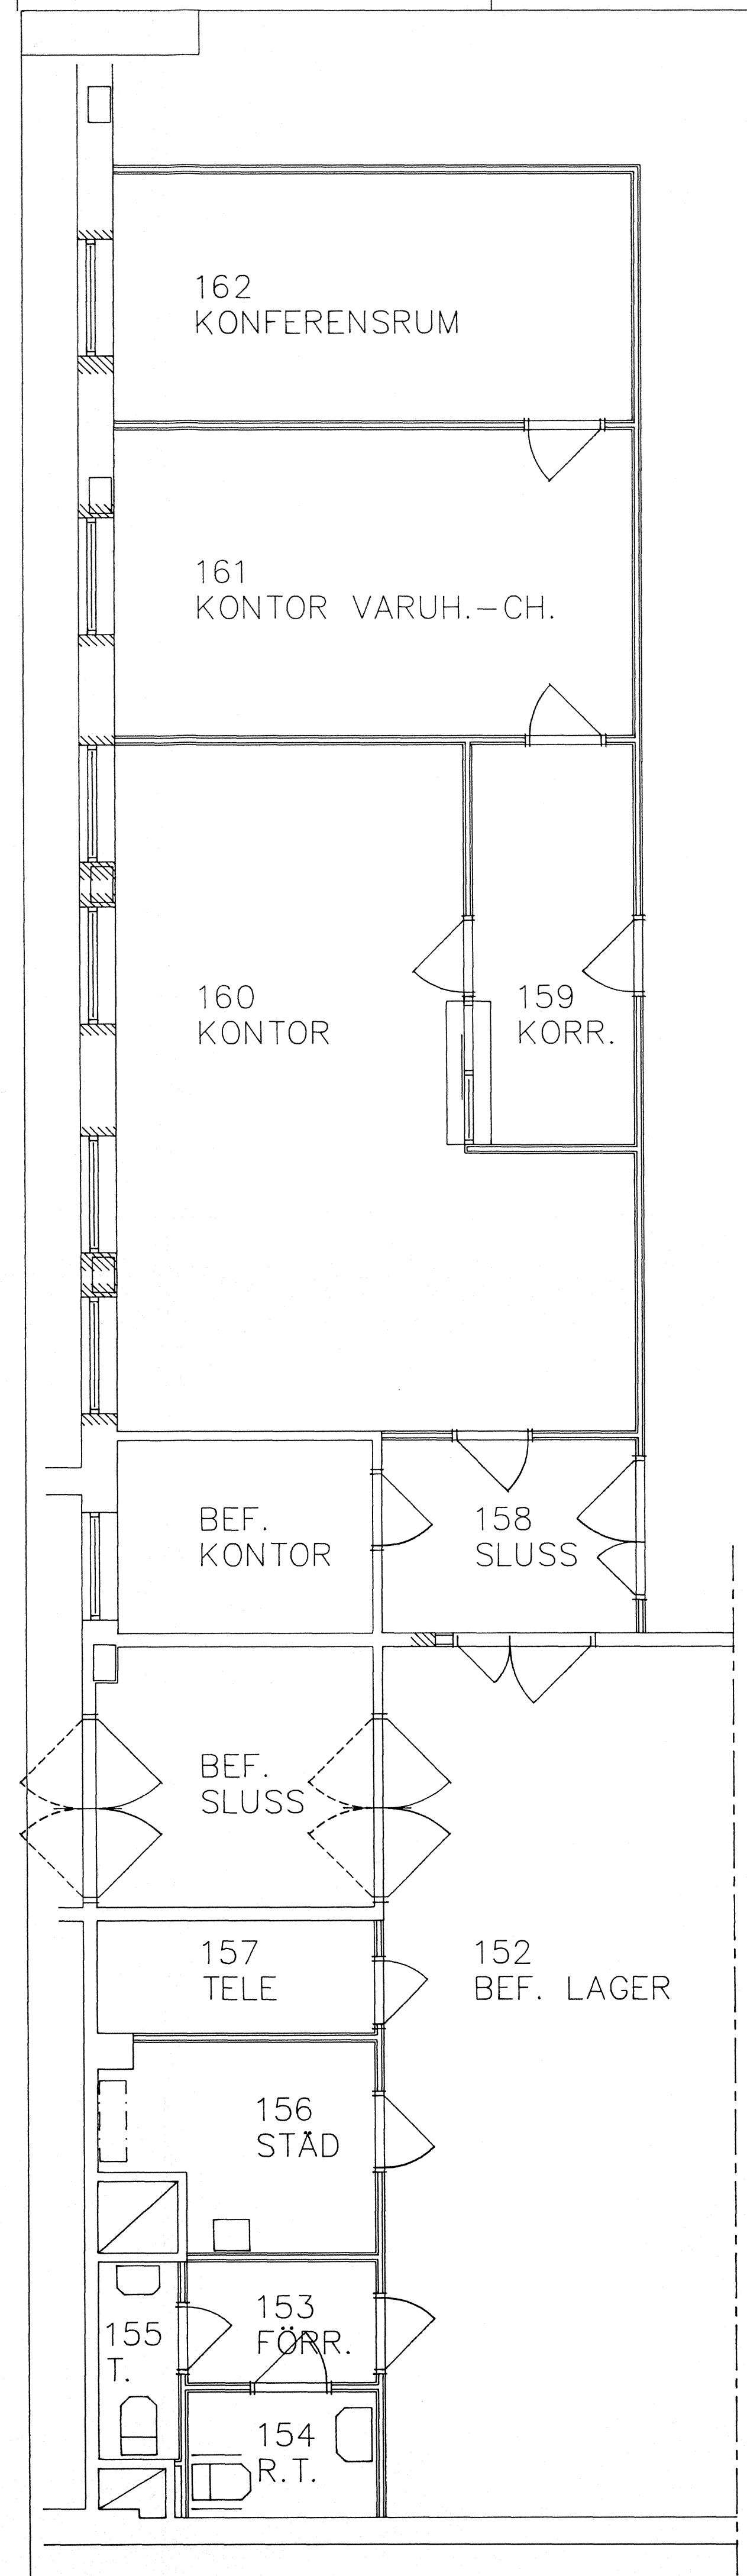 162
KONFERENSRUM
161
KONTOR VARUH.-CH.
160
KONTOR
159
KORR.
BEF.
KONTOR
158
SLUSS
BEF.
SLUSS
157
TELE
152
BEF. LAGER
156
STÄD
153
FÖRR.
155
T.
154
R.T.